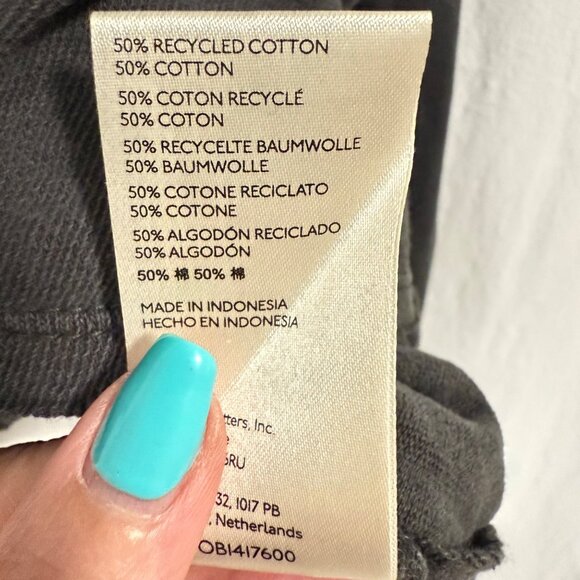 50% RECYCLED COTTON
50% COTTON
50% COTON RECYCLÉ
50% COTON
50% RECYCELTE BAUMWOLLE
50% BAUMWOLLE
50% COTONE RECICLATO
50% COTONE
50% ALGODÓN RECICLADO
50% ALGODÓN
50% 棉 50% 棉
MADE IN INDONESIA
HECHO EN INDONESIA
Inc.
32, 1017 PB
Netherlands
OB1417600